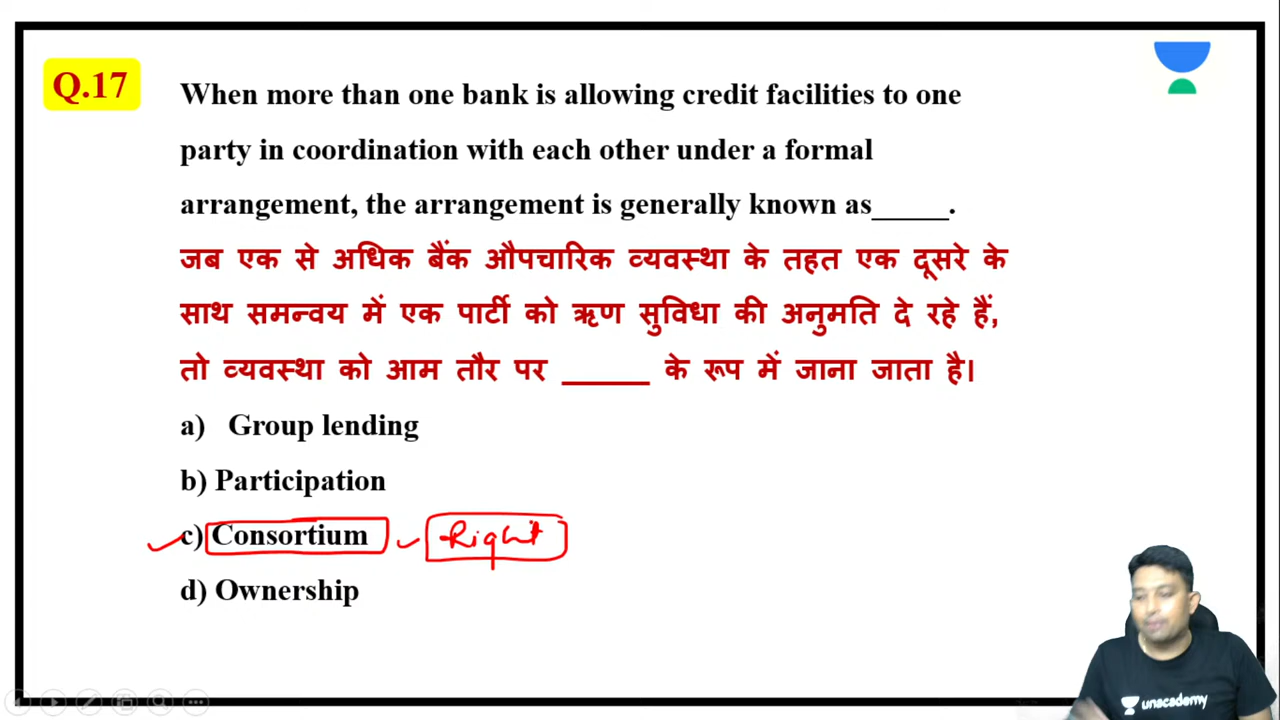 Q.17
When more than one bank is allowing credit facilities to one
party in coordination with each other under a formal
arrangement, the arrangement is generally known as_____.
जब एक से अधिक बैंक औपचारिक व्यवस्था के तहत एक दूसरे के
साथ समन्वय में एक पार्टी को ऋण सुविधा की अनुमति दे रहे हैं,
तो व्यवस्था को आम तौर पर _____ के रूप में जाना जाता है।
a) Group lending
b) Participation
c) Consortium Right
d) Ownership
unacademy